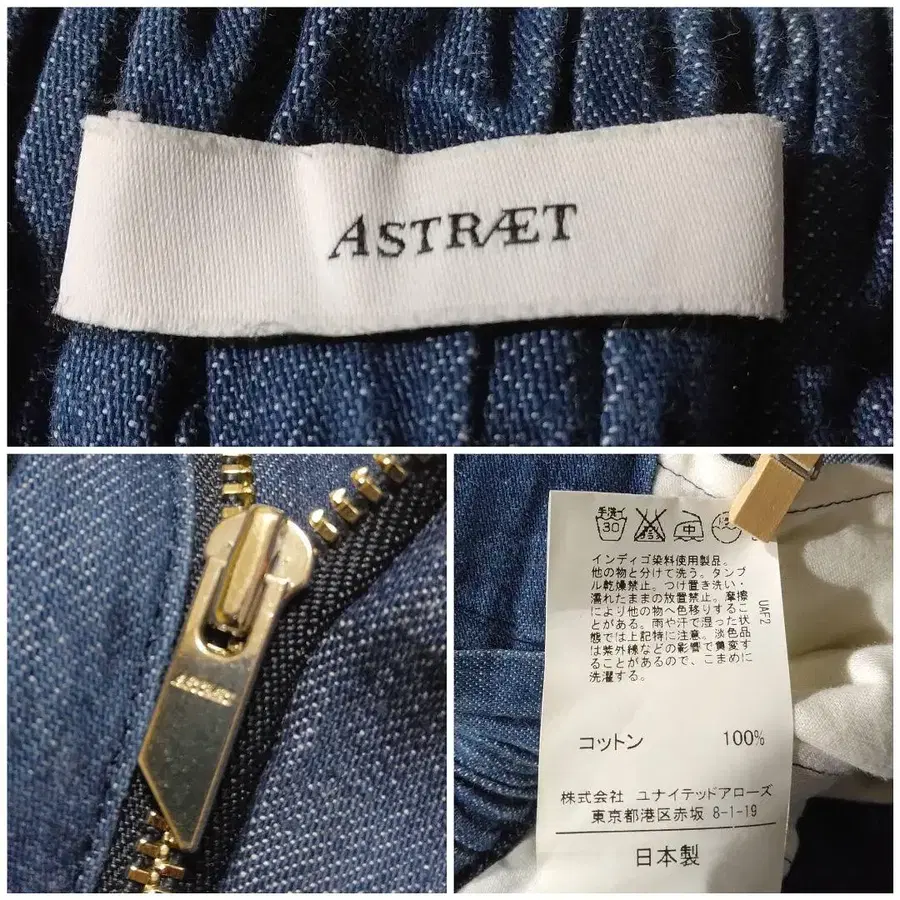 ASTRÆT
手洗イ
30
中
インディゴ染料使用製品。
他の物と分けて洗う。タンブ
ル乾燥禁止。つけ置き洗い・
濡れたままの放置禁止。摩擦
により他の物へ色移りするこ
とがある。雨や汗で湿った状
態では上記特に注意。淡色品
は紫外線などの影響で黄変す
ることがあるので、こまめに
洗濯する。
UAF2
コットン 100%
株式会社 ユナイテッドアローズ
東京都港区赤坂 8-1-19
日本製